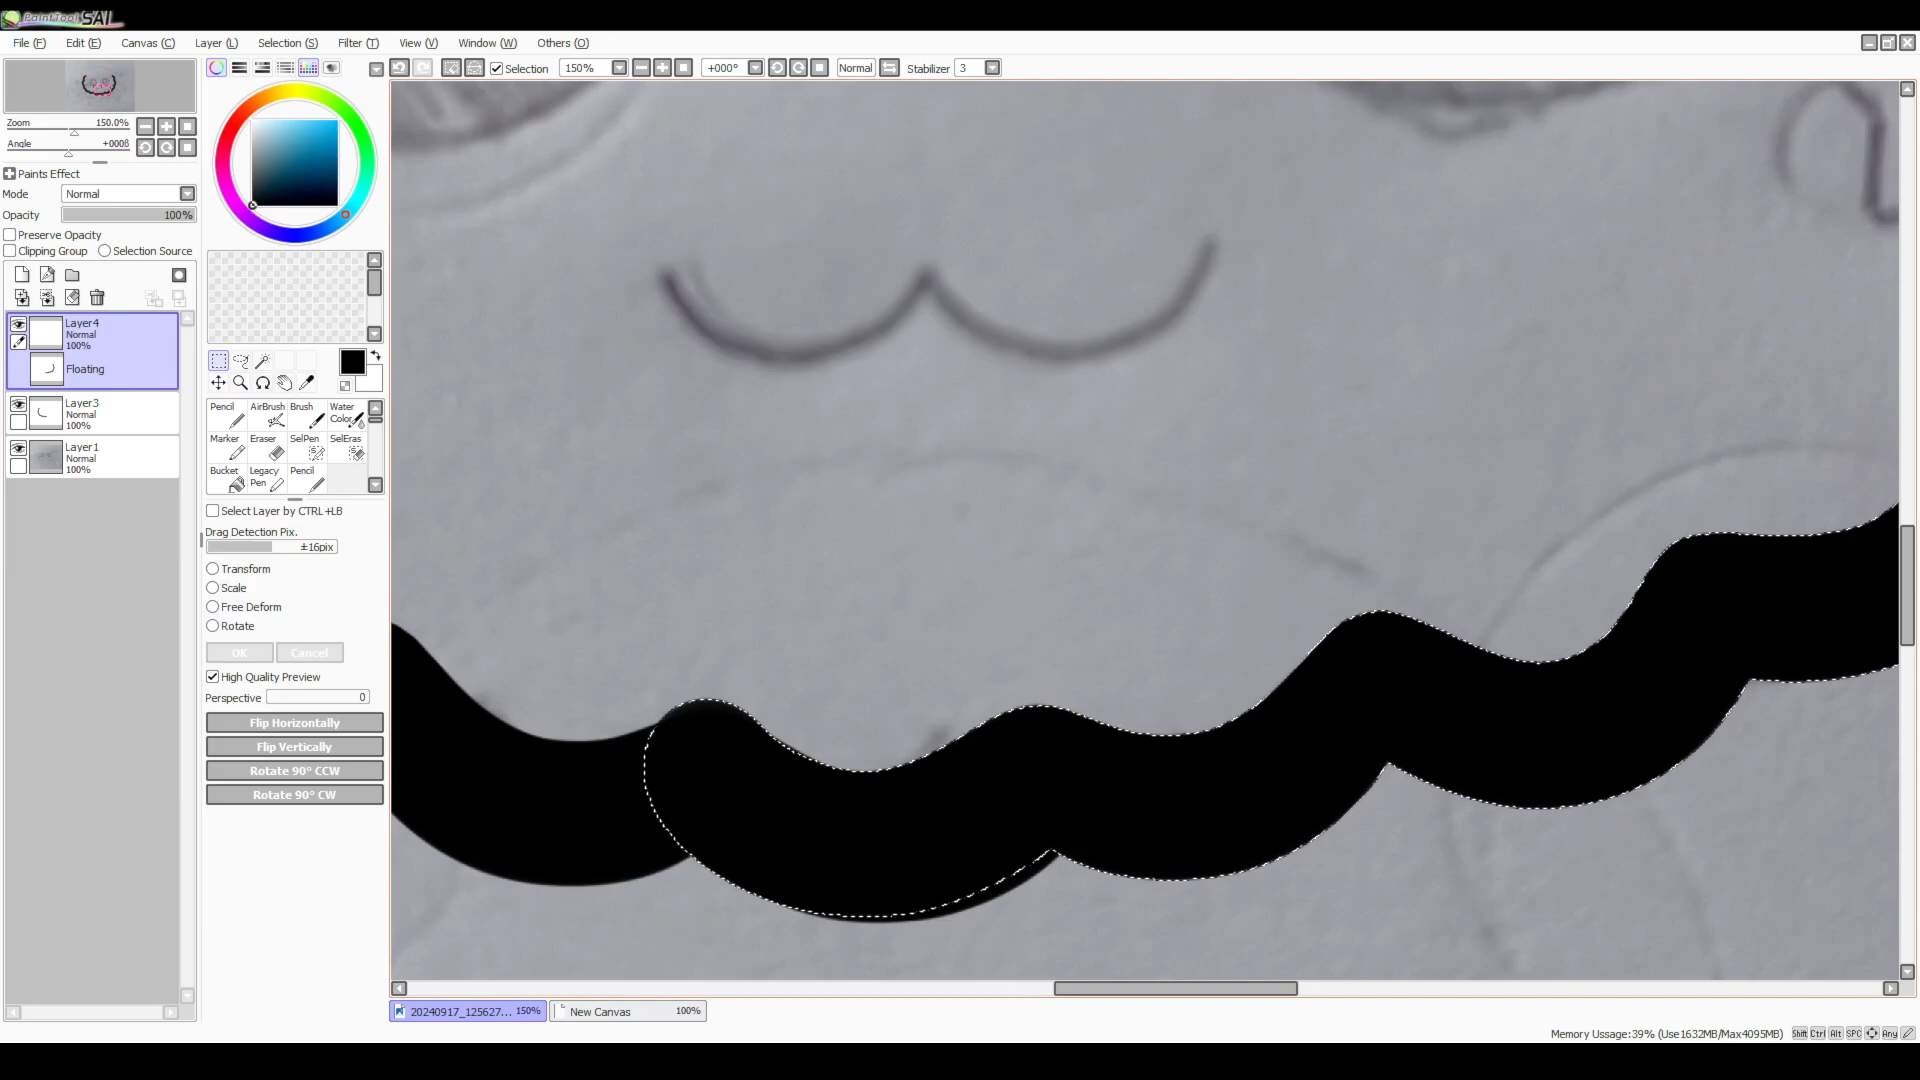 PaintTool SAI
File (F) Edit (E) Canvas (C) Layer (L) Selection (S) Filter (T) View (V) Window (W) Others (O)
Selection 150% +000° Normal Stabilizer 3
Zoom 150.0%
Angle +000ß
Paints Effect
Mode Normal
Opacity 100%
Preserve Opacity
Clipping Group Selection Source
Layer4
Normal
100%
Floating
Layer3
Normal
100%
Layer1
Normal
100%
Pencil AirBrush Brush Water Color
Marker Eraser SelPen SelEras
Bucket Legacy Pen Pencil
Select Layer by CTRL+LB
Drag Detection Pix.
±16pix
Transform
Scale
Free Deform
Rotate
OK Cancel
High Quality Preview
Perspective 0
Flip Horizontally
Flip Vertically
Rotate 90° CCW
Rotate 90° CW
20240917_125627... 150% New Canvas 100%
Memory Ussage:39% (Use1632MB/Max4095MB) Shift Ctrl Alt SPC Any